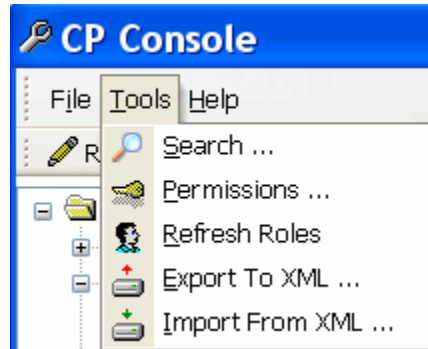 CP Console
File Tools Help
R
Search ...
Permissions ...
Refresh Roles
Export To XML ...
Import From XML ...